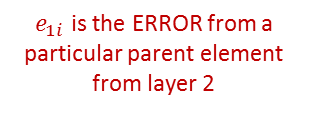 e₁ᵢ is the ERROR from a
particular parent element
from layer 2